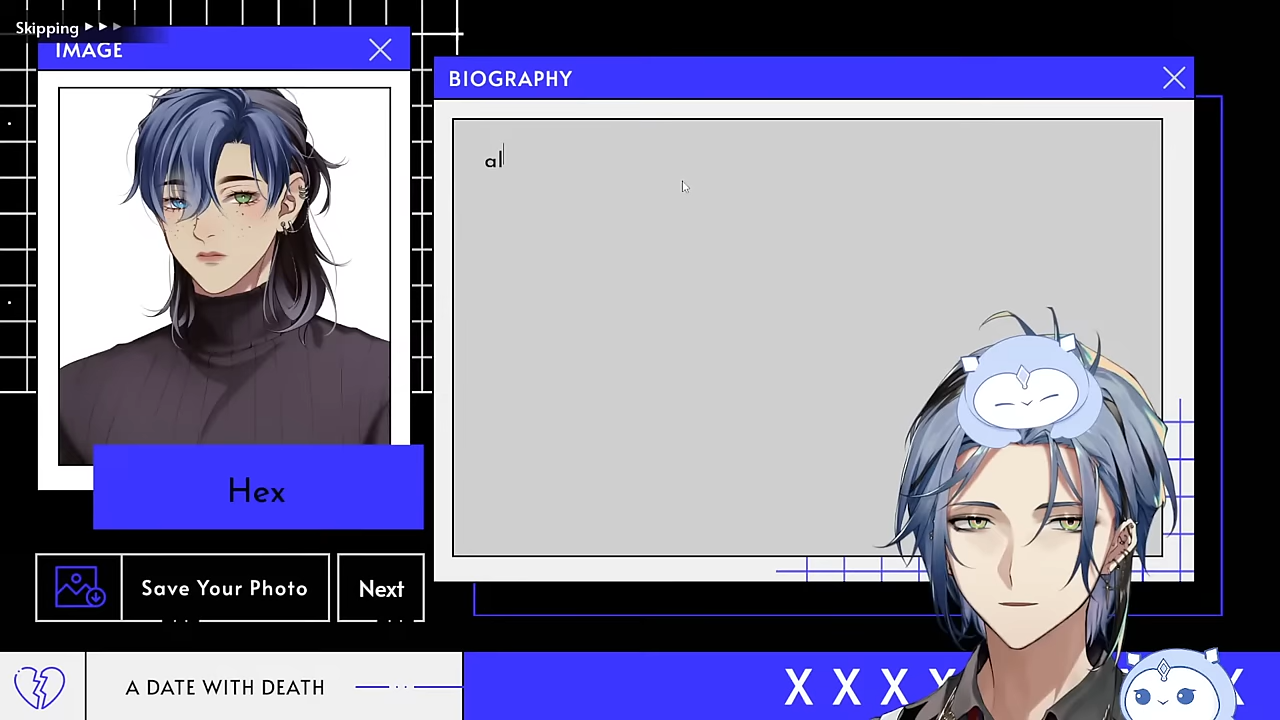 Skipping
IMAGE
BIOGRAPHY
al
Hex
Save Your Photo
Next
A DATE WITH DEATH
X X X X X